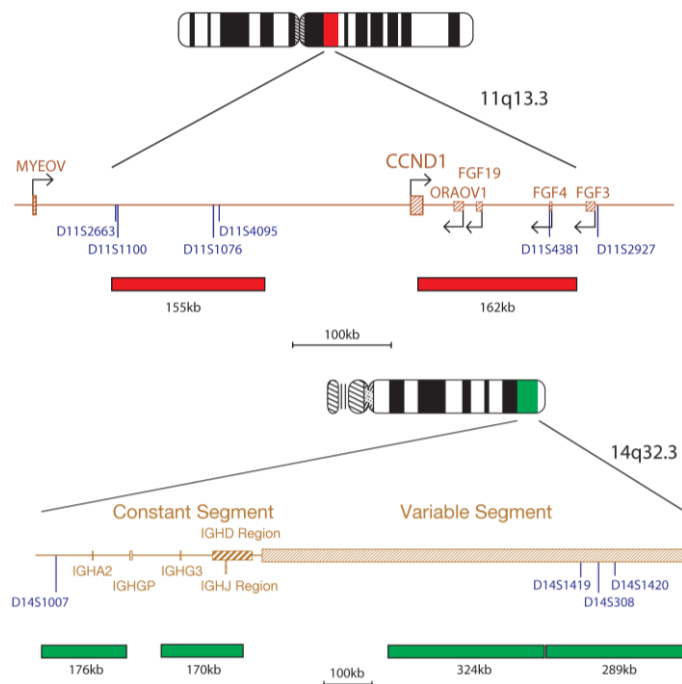 11q13.3
MYEOV
CCND1
FGF19
ORAOV1
FGF4
FGF3
D11S2663
D11S4095
D11S1100
D11S1076
D11S4381
D11S2927
155kb
162kb
100kb
14q32.3
Constant Segment
Variable Segment
IGHD Region
IGHA2
IGHG3
IGHGP
IGHJ Region
D14S1007
D14S1419
D14S1420
D14S308
176kb
170kb
324kb
289kb
100kb